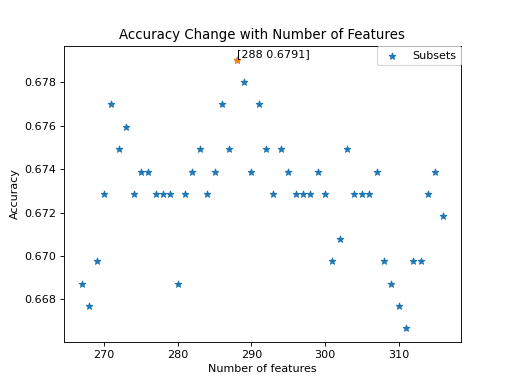 Accuracy Change with Number of Features
[288 0.6791]
Subsets
0.678
0.676
0.674
0.672
0.670
0.668
Accuracy
270 280 290 300 310
Number of features